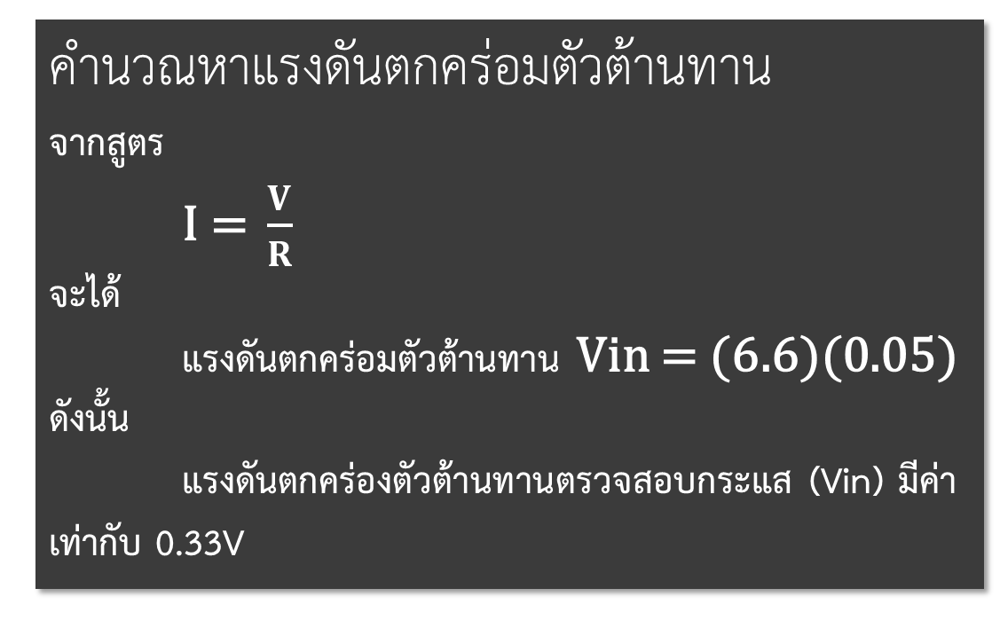 คำนวณหาแรงดันตกคร่อมตัวต้านทาน
จากสูตร
I = V/R
จะได้
แรงดันตกคร่อมตัวต้านทาน Vin = (6.6)(0.05)
ดังนั้น
แรงดันตกคร่องตัวต้านทานตรวจสอบกระแส (Vin) มีค่า
เท่ากับ 0.33V